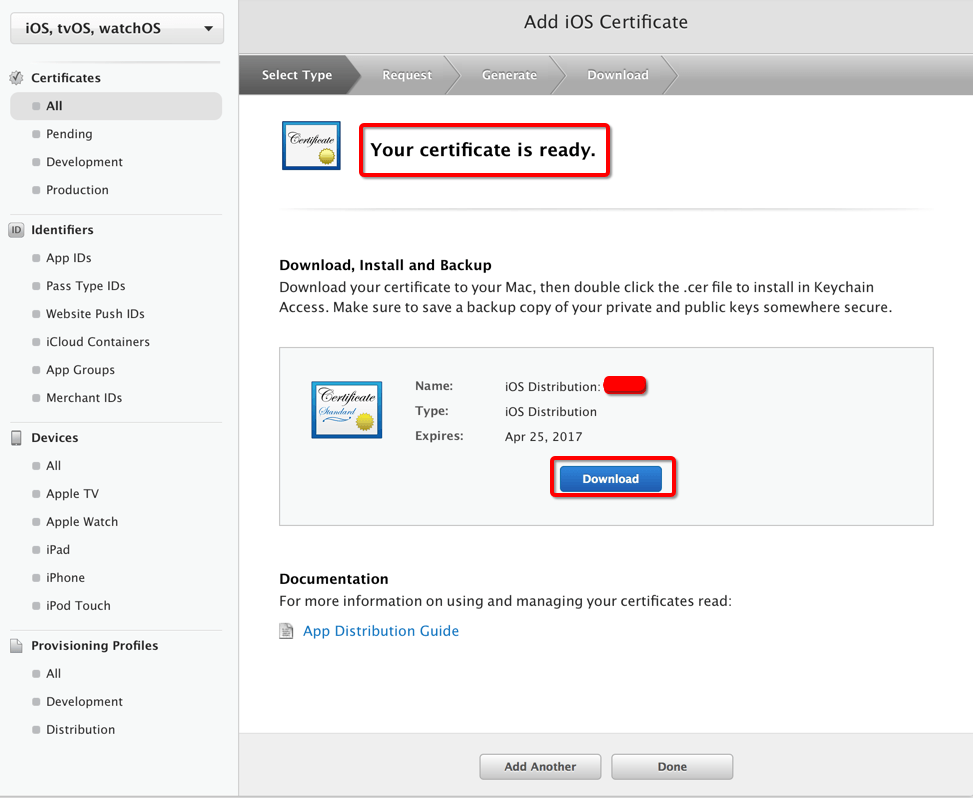 iOS, tvOS, watchOS
Add iOS Certificate
Select Type
Request
Generate
Download
Certificates
All
Pending
Development
Production
ID
Identifiers
App IDs
Pass Type IDs
Website Push IDs
iCloud Containers
App Groups
Merchant IDs
Devices
All
Apple TV
Apple Watch
iPad
iPhone
iPod Touch
Provisioning Profiles
All
Development
Distribution
Certificate
Your certificate is ready.
Download, Install and Backup
Download your certificate to your Mac, then double click the .cer file to install in Keychain
Access. Make sure to save a backup copy of your private and public keys somewhere secure.
Certificate
Standard
Name: iOS Distribution:
Type: iOS Distribution
Expires: Apr 25, 2017
Download
Documentation
For more information on using and managing your certificates read:
App Distribution Guide
Add Another
Done